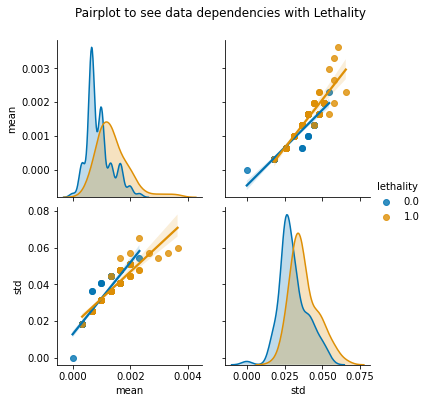 Pairplot to see data dependencies with Lethality
0.003
0.002
0.001
0.000
mean
lethality
0.0
1.0
0.08
0.06
0.04
0.02
0.00
std
0.000 0.002 0.004
mean
0.000 0.025 0.050 0.075
std